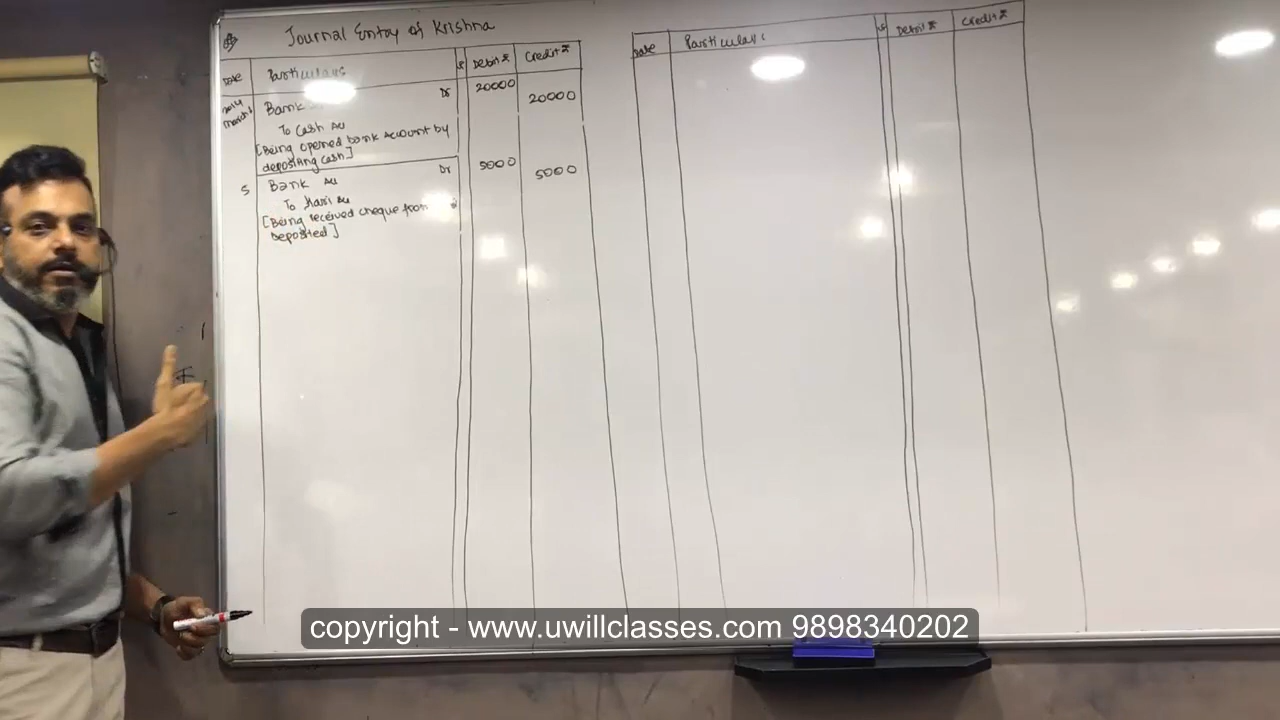 Journal Entry of Krishna
Date Particulars Debit ₹ Credit ₹
Bank Dr 20000 20000
To Cash A/c
[Being opened bank account by
depositing cash]
5 Bank A/c Dr 5000 5000
To Hari A/c
[Being received cheque from
deposited]
Date Particulars Debit ₹ Credit ₹
copyright - www.uwillclasses.com 9898340202